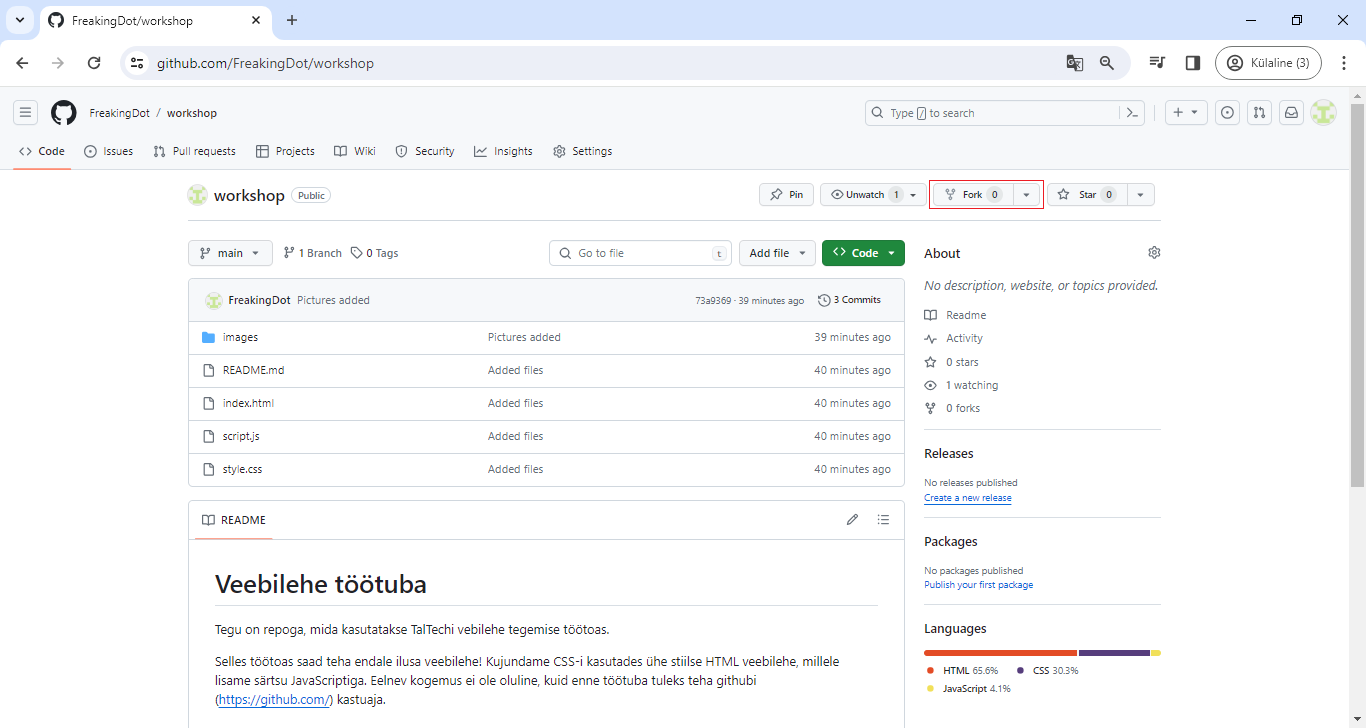 FreakingDot/workshop
github.com/FreakingDot/workshop
Külaline (3)
FreakingDot / workshop
Type / to search
Code Issues Pull requests Projects Wiki Security Insights Settings
workshop Public
Pin Unwatch 1 Fork 0 Star 0
main 1 Branch 0 Tags Go to file t Add file Code
FreakingDot Pictures added 73a9369 · 39 minutes ago 3 Commits
images Pictures added 39 minutes ago
README.md Added files 40 minutes ago
index.html Added files 40 minutes ago
script.js Added files 40 minutes ago
style.css Added files 40 minutes ago
README
Veebilehe töötuba
Tegu on repoga, mida kasutatakse TalTechi vebilehe tegemise töötoas.
Selles töötoas saad teha endale ilusa veebilehe! Kujundame CSS-i kasutades ühe stiilse HTML veebilehe, millele
lisame särtsu JavaScriptiga. Eelnev kogemus ei ole oluline, kuid enne töötuba tuleks teha githubi
(https://github.com/) kastuaja.
About
No description, website, or topics provided.
Readme
Activity
0 stars
1 watching
0 forks
Releases
No releases published
Create a new release
Packages
No packages published
Publish your first package
Languages
HTML 65.6% CSS 30.3%
JavaScript 4.1%